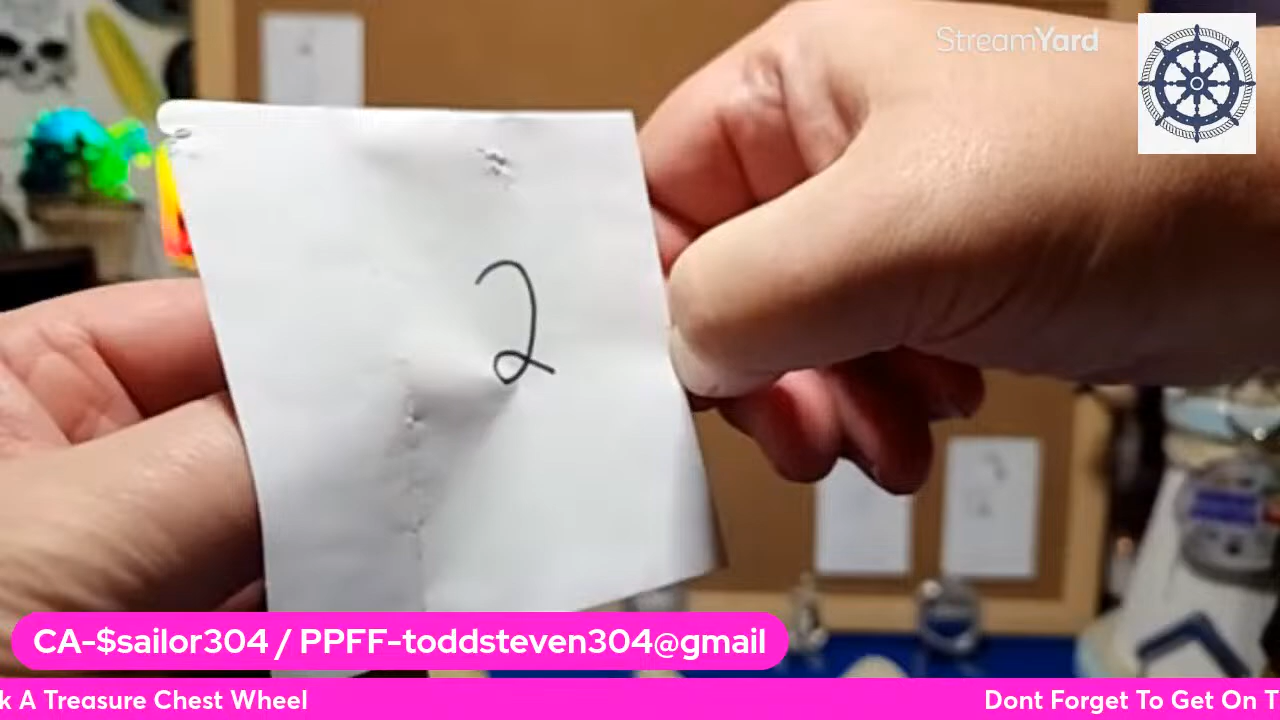 StreamYard
2
CA-$sailor304 / PPFF-toddsteven304@gmail
k A Treasure Chest Wheel
Dont Forget To Get On T